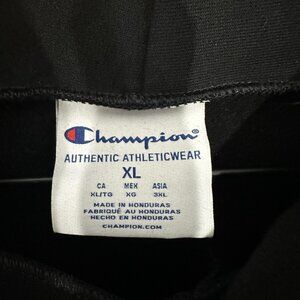 Champion®
AUTHENTIC ATHLETICWEAR
XL
CA MEX ASIA
XL/TG XG 3XL
MADE IN HONDURAS
FABRIQUÉ AU HONDURAS
HECHO EN HONDURAS
CHAMPION.COM